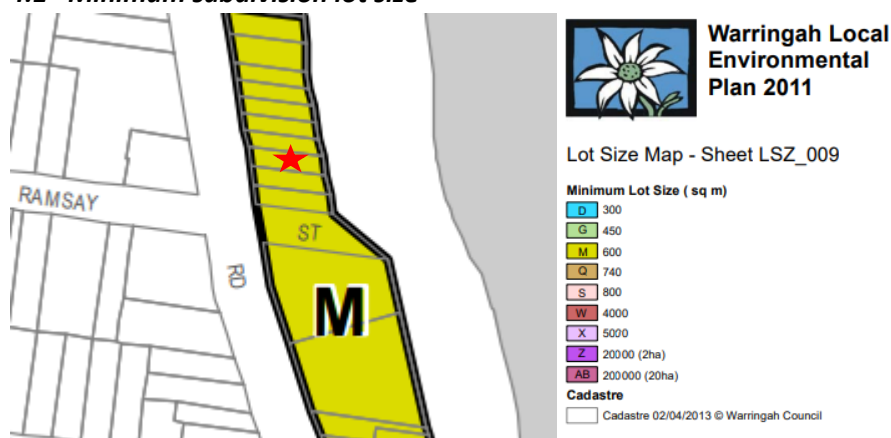 Warringah Local
Environmental
Plan 2011
Lot Size Map - Sheet LSZ_009
Minimum Lot Size ( sq m)
D 300
G 450
M 600
Q 740
S 800
W 4000
X 5000
Z 20000 (2ha)
AB 200000 (20ha)
Cadastre
Cadastre 02/04/2013 © Warringah Council
RAMSAY
ST
RD
M